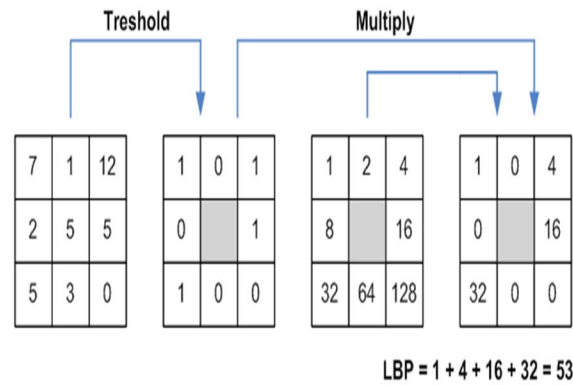 Treshold Multiply
7 1 12 1 0 1 1 2 4 1 0 4
2 5 5 0 1 8 16 0 16
5 3 0 1 0 0 32 64 128 32 0 0
LBP = 1 + 4 + 16 + 32 = 53